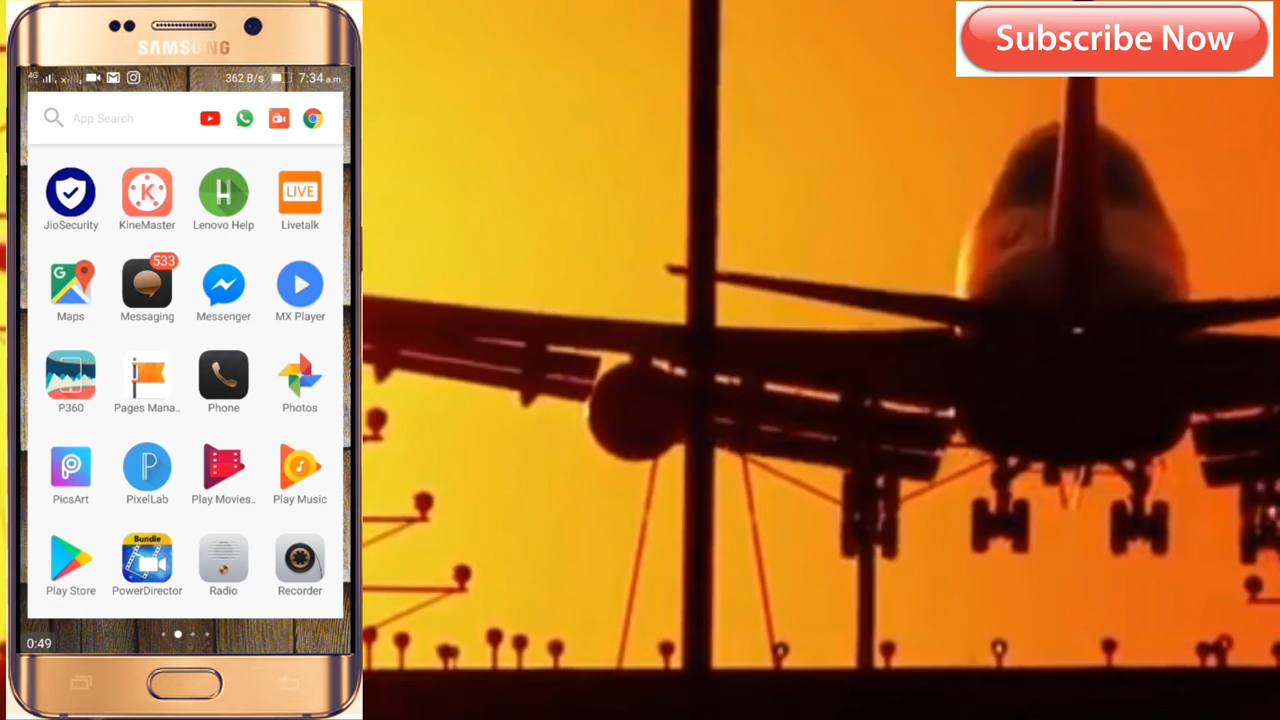 Subscribe Now
SAMSUNG
4G
362 B/s
7:34 a.m.
App Search
JioSecurity
KineMaster
Lenovo Help
LIVE
Livetalk
G
Maps
533
Messaging
Messenger
MX Player
P360
Pages Mana..
Phone
Photos
PicsArt
PixelLab
Play Movies..
Play Music
Play Store
Bundle
PowerDirector
Radio
Recorder
0:49